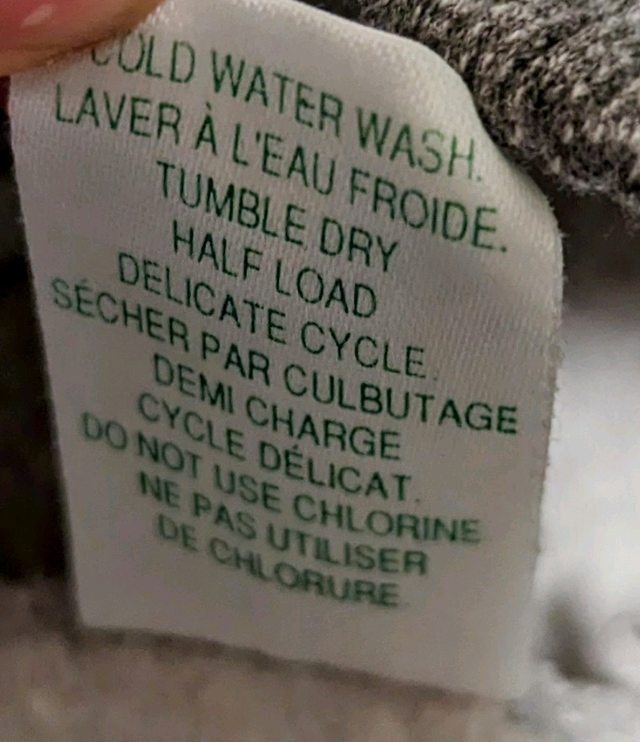 COLD WATER WASH.
LAVER À L'EAU FROIDE.
TUMBLE DRY
HALF LOAD
DELICATE CYCLE.
SÉCHER PAR CULBUTAGE
DEMI CHARGE
CYCLE DÉLICAT.
DO NOT USE CHLORINE
NE PAS UTILISER
DE CHLORURE.